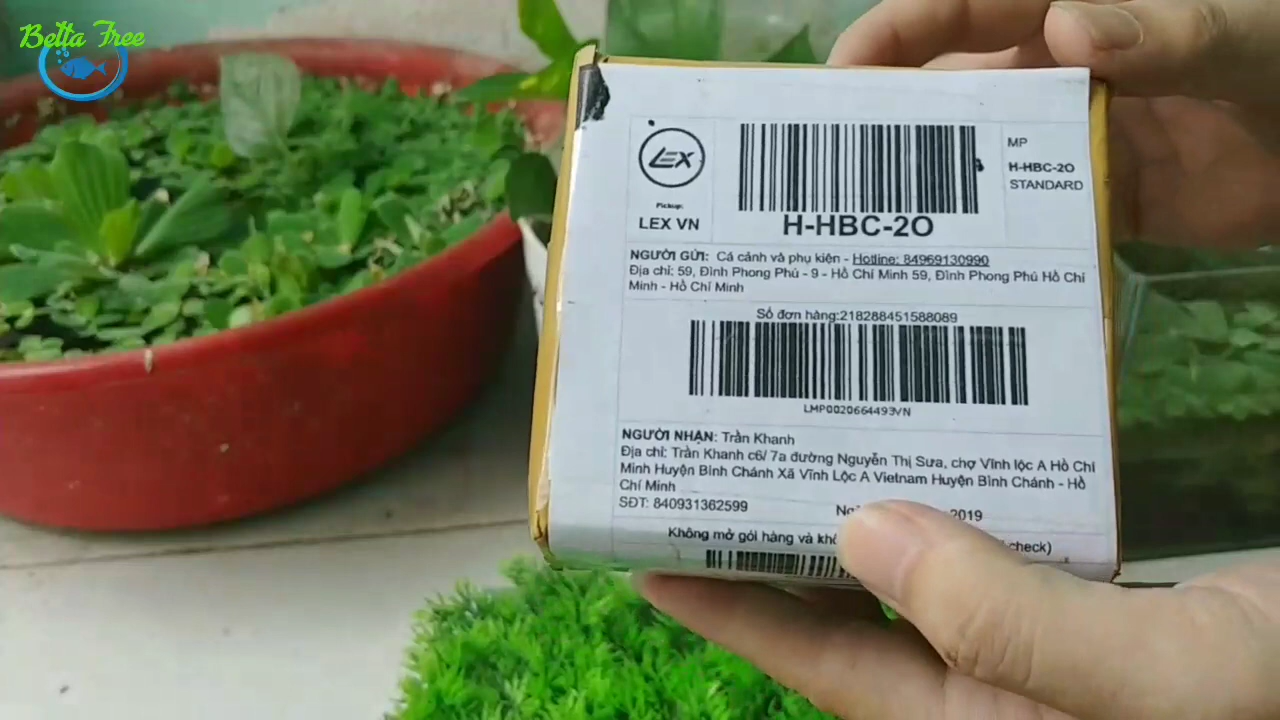 Betta Free
LEX
Pickup:
LEX VN
H-HBC-2O
MP
H-HBC-2O
STANDARD
NGƯỜI GỬI: Cá cảnh và phụ kiện - Hotline: 84969130990
Địa chỉ: 59, Đình Phong Phú - 9 - Hồ Chí Minh 59, Đình Phong Phú Hồ Chí
Minh - Hồ Chí Minh
Số đơn hàng:218288451588089
LMP0020664493VN
NGƯỜI NHẬN: Trần Khanh
Địa chỉ: Trần Khanh c6/ 7a đường Nguyễn Thị Sưa, chợ Vĩnh lộc A Hồ Chí
Minh Huyện Bình Chánh Xã Vĩnh Lộc A Vietnam Huyện Bình Chánh - Hồ
Chí Minh
SĐT: 840931362599
2019
Không mở gói hàng và check)